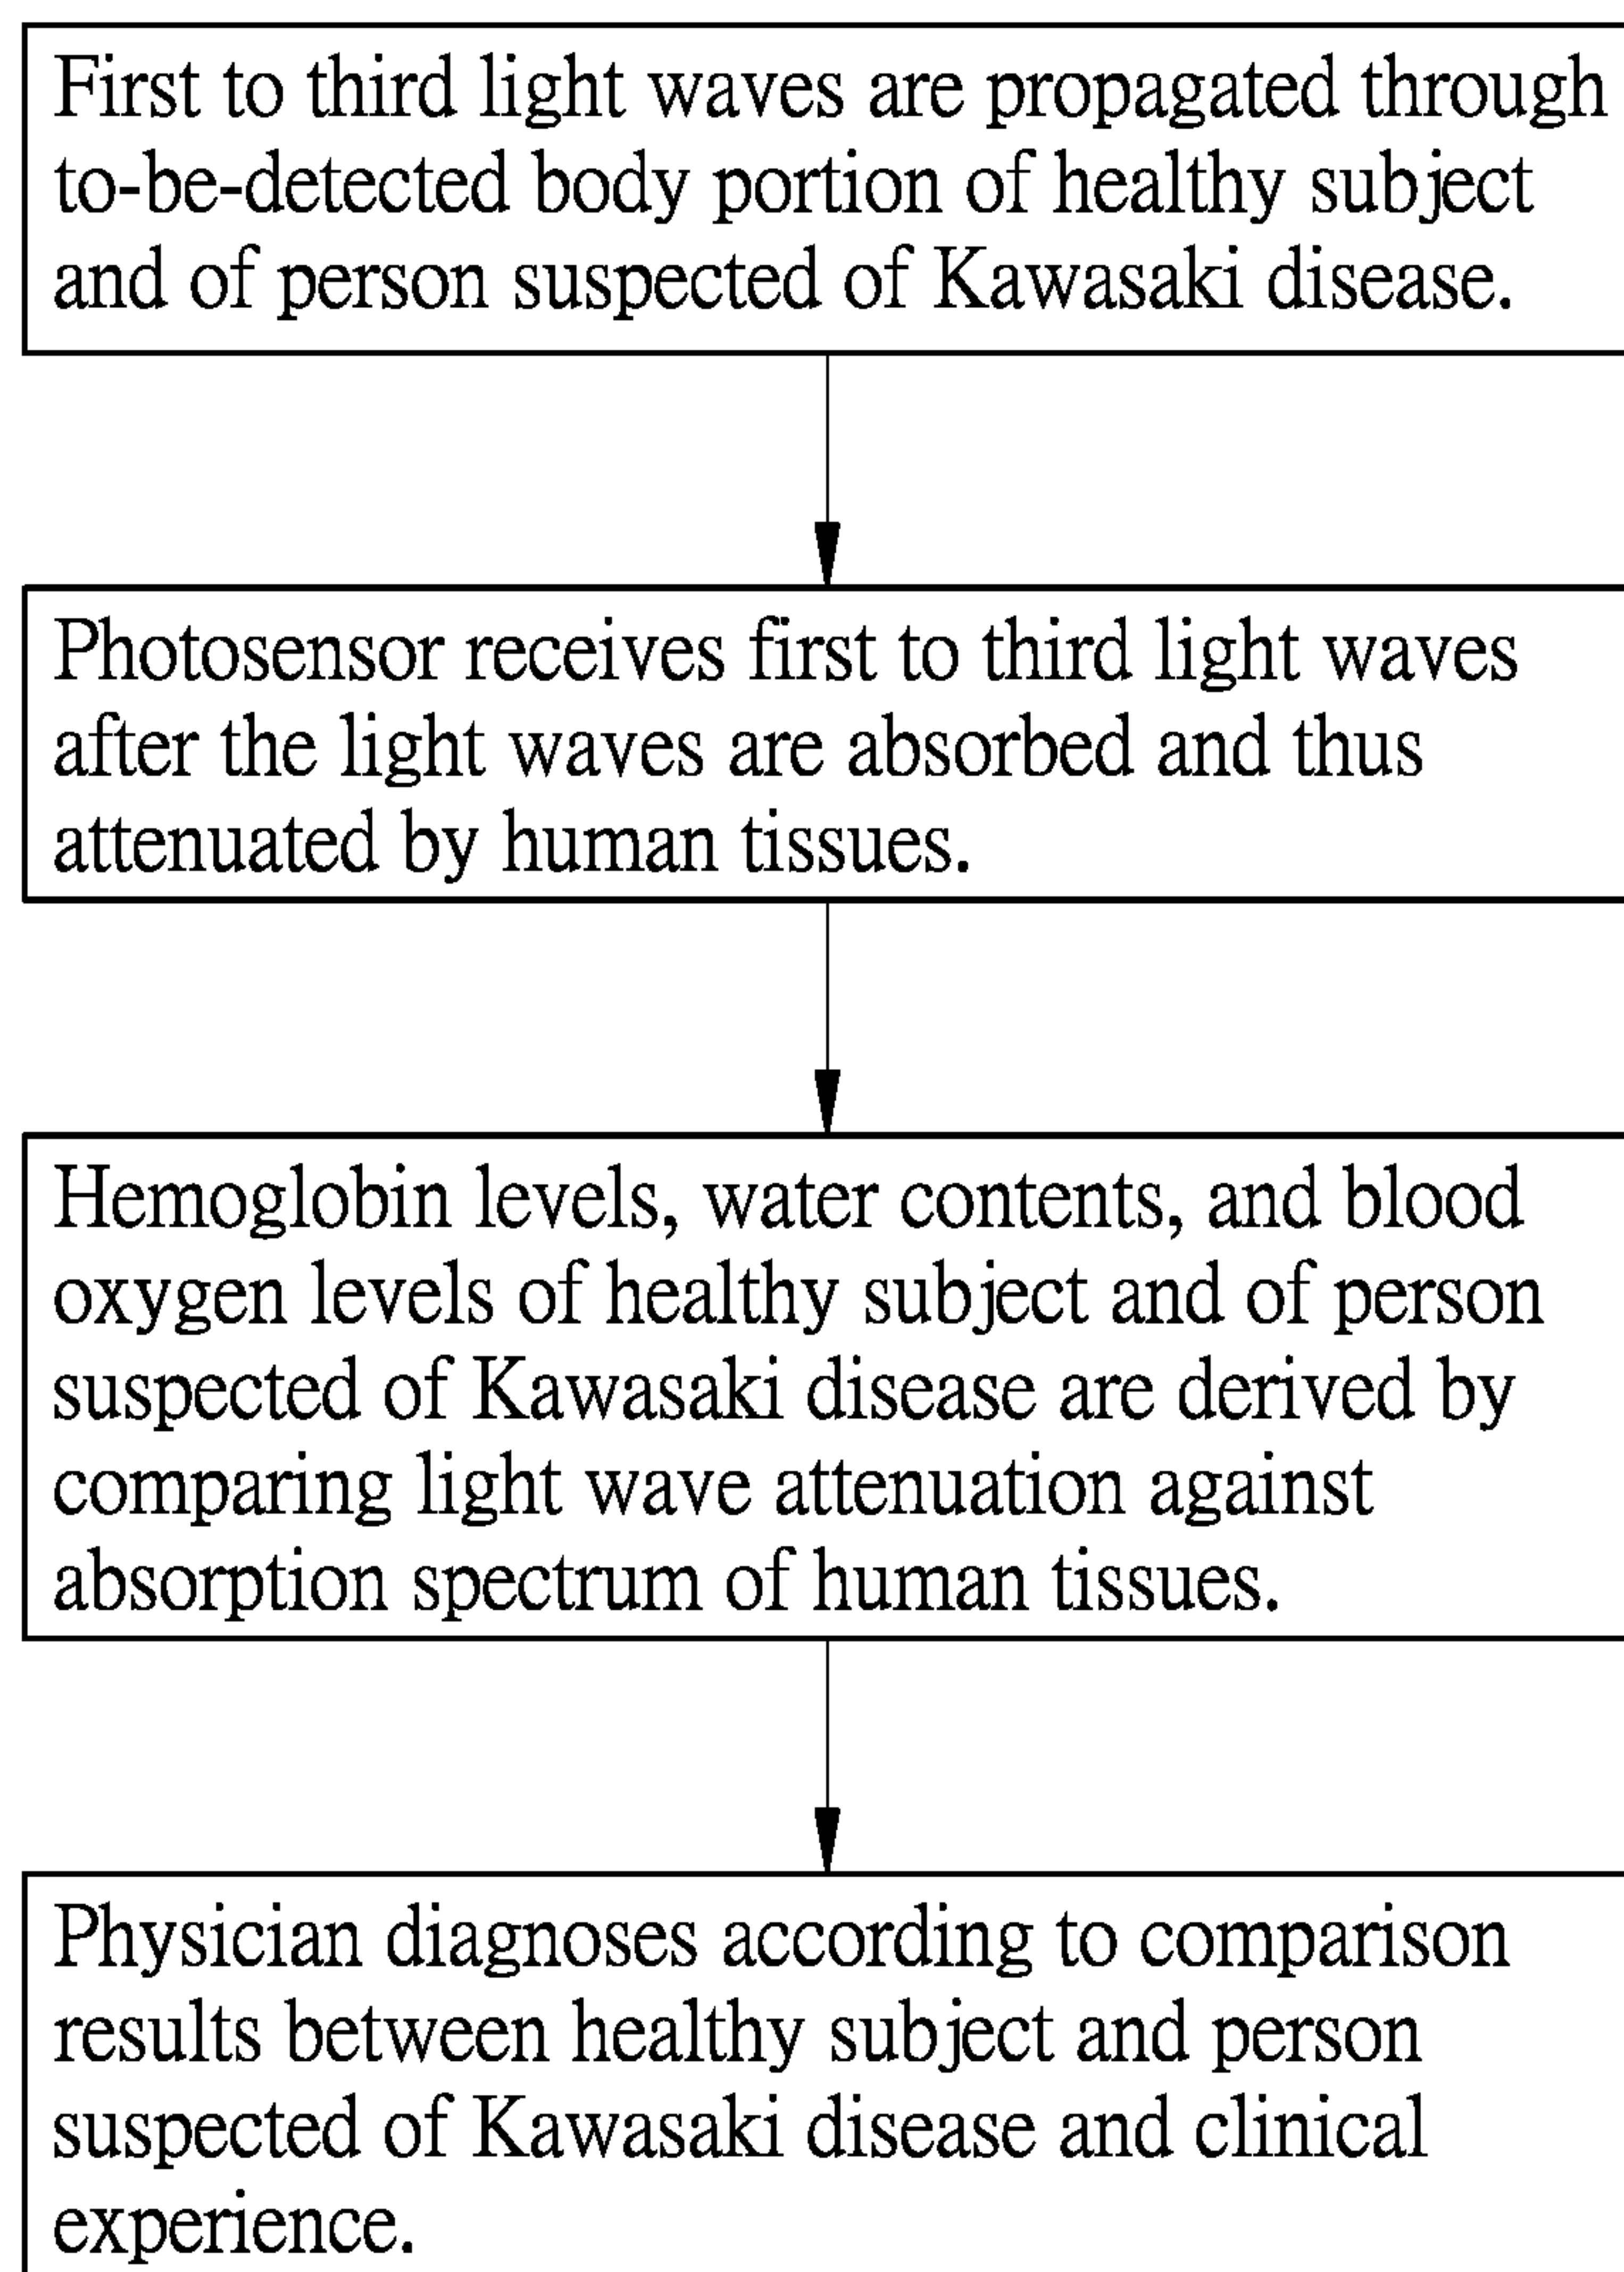 First to third light waves are propagated through
to-be-detected body portion of healthy subject
and of person suspected of Kawasaki disease.
Photosensor receives first to third light waves
after the light waves are absorbed and thus
attenuated by human tissues.
Hemoglobin levels, water contents, and blood
oxygen levels of healthy subject and of person
suspected of Kawasaki disease are derived by
comparing light wave attenuation against
absorption spectrum of human tissues.
Physician diagnoses according to comparison
results between healthy subject and person
suspected of Kawasaki disease and clinical
experience.